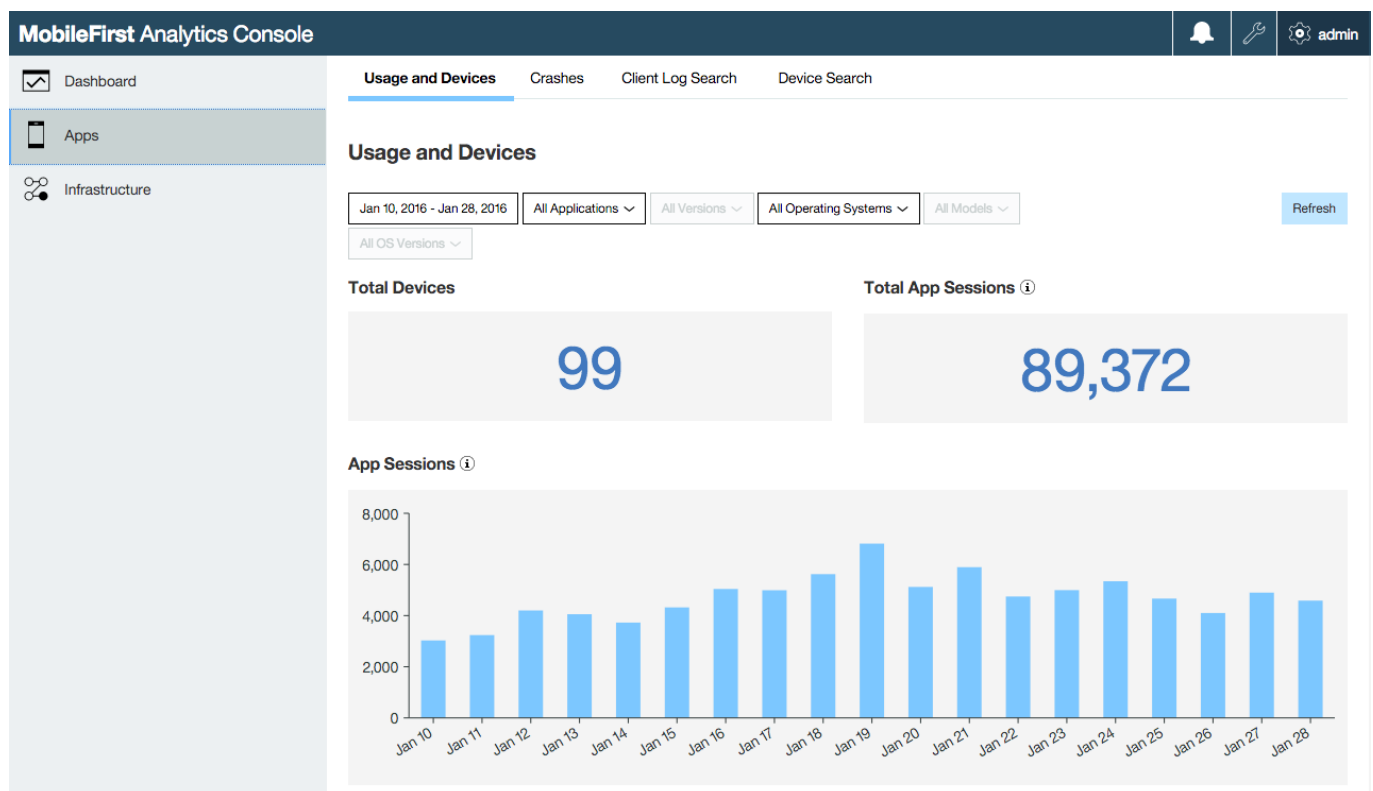 MobileFirst Analytics Console
admin
Dashboard
Apps
Infrastructure
Usage and Devices Crashes Client Log Search Device Search
Usage and Devices
Jan 10, 2016 - Jan 28, 2016 All Applications All Versions All Operating Systems All Models Refresh
All OS Versions
Total Devices Total App Sessions
99 89,372
App Sessions
8,000
6,000
4,000
2,000
0
Jan 10 Jan 11 Jan 12 Jan 13 Jan 14 Jan 15 Jan 16 Jan 17 Jan 18 Jan 19 Jan 20 Jan 21 Jan 22 Jan 23 Jan 24 Jan 25 Jan 26 Jan 27 Jan 28